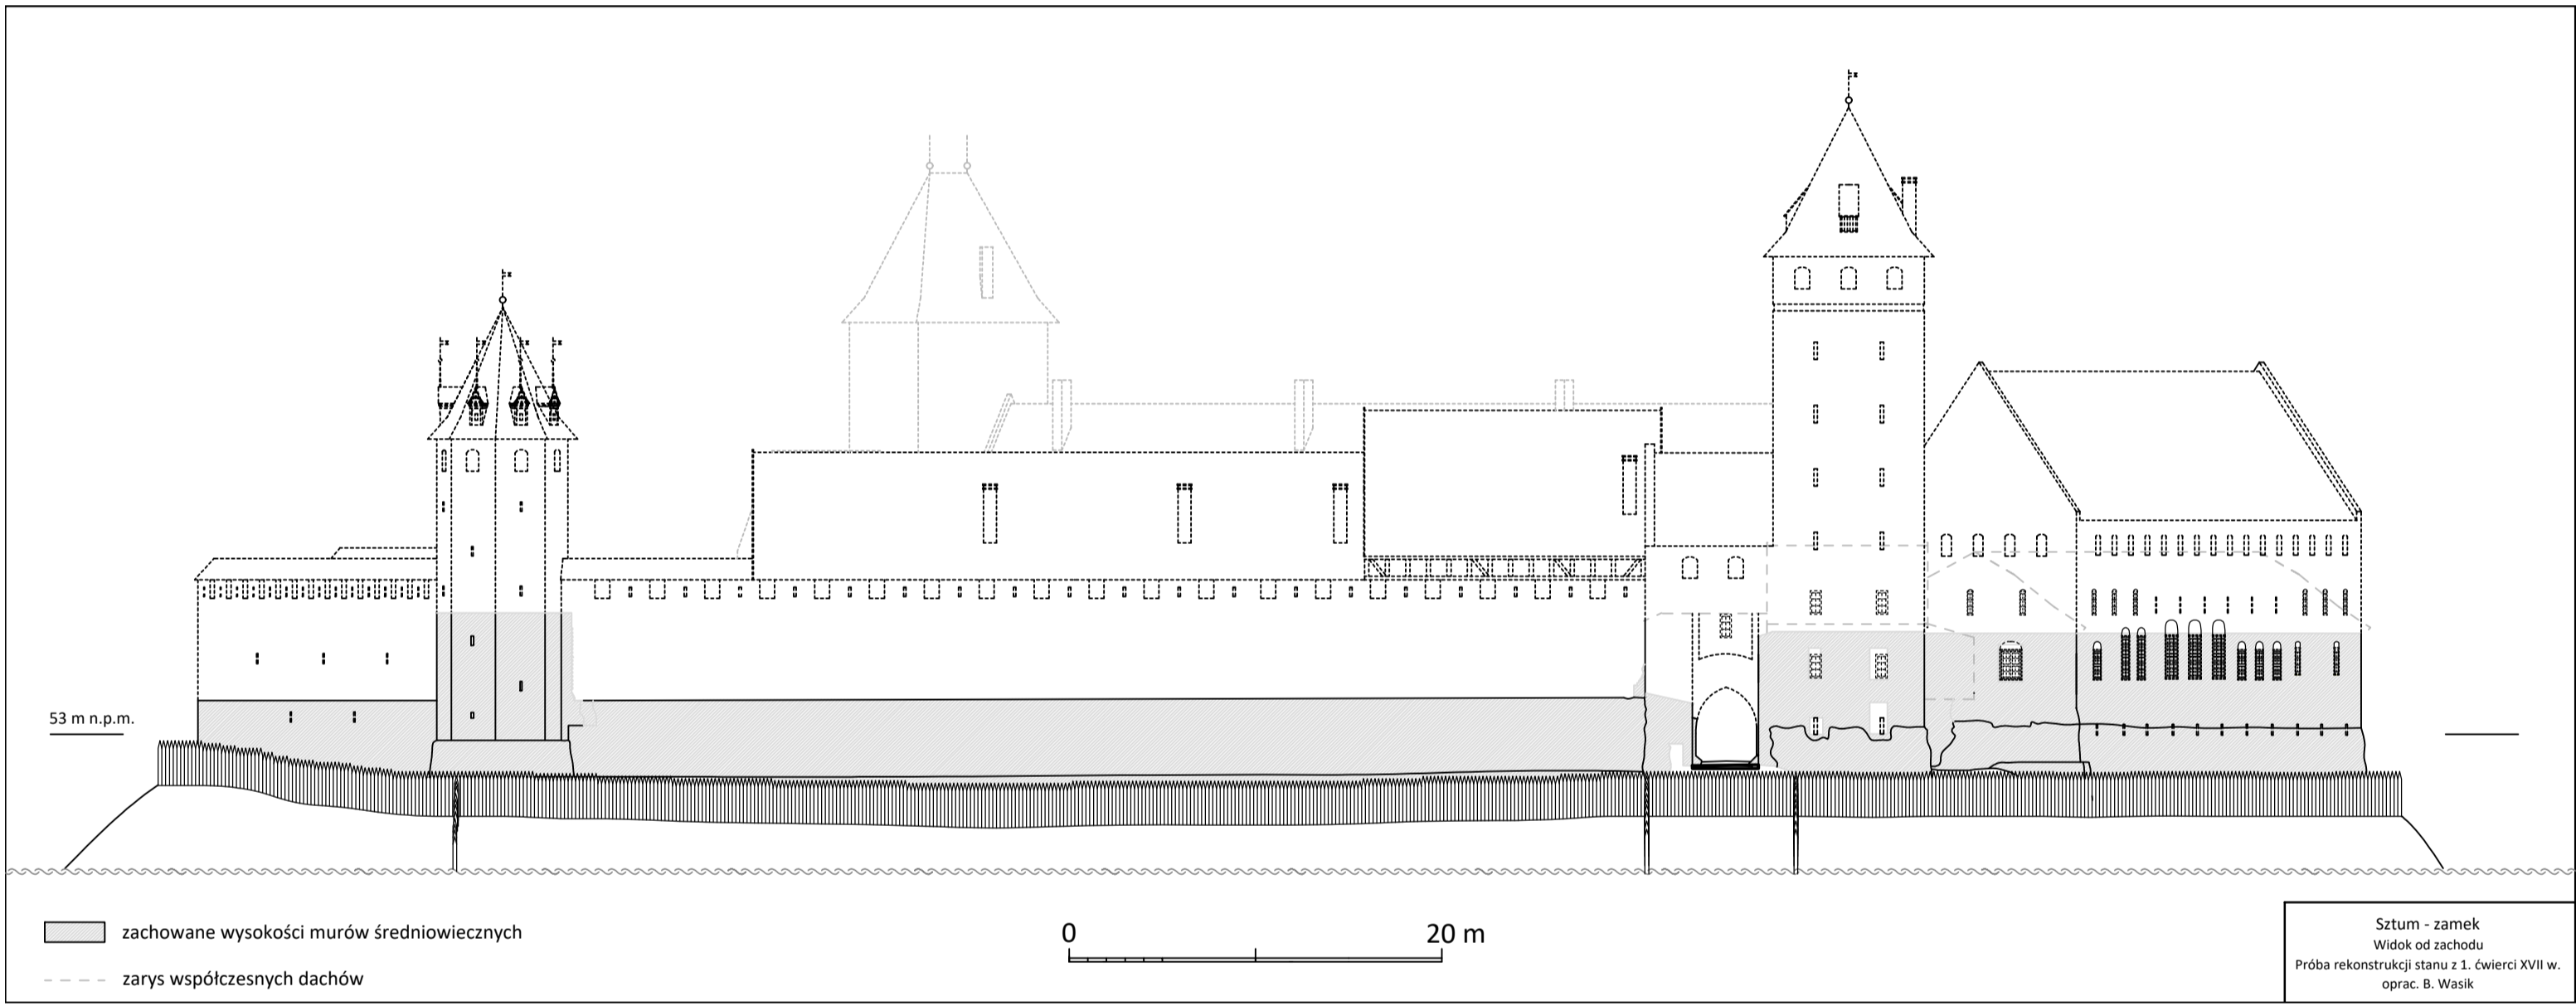 53 m n.p.m.
zachowane wysokości murów średniowiecznych
zarys współczesnych dachów
0 20 m
Sztum - zamek
Widok od zachodu
Próba rekonstrukcji stanu z 1. ćwierci XVII w.
oprac. B. Wasik